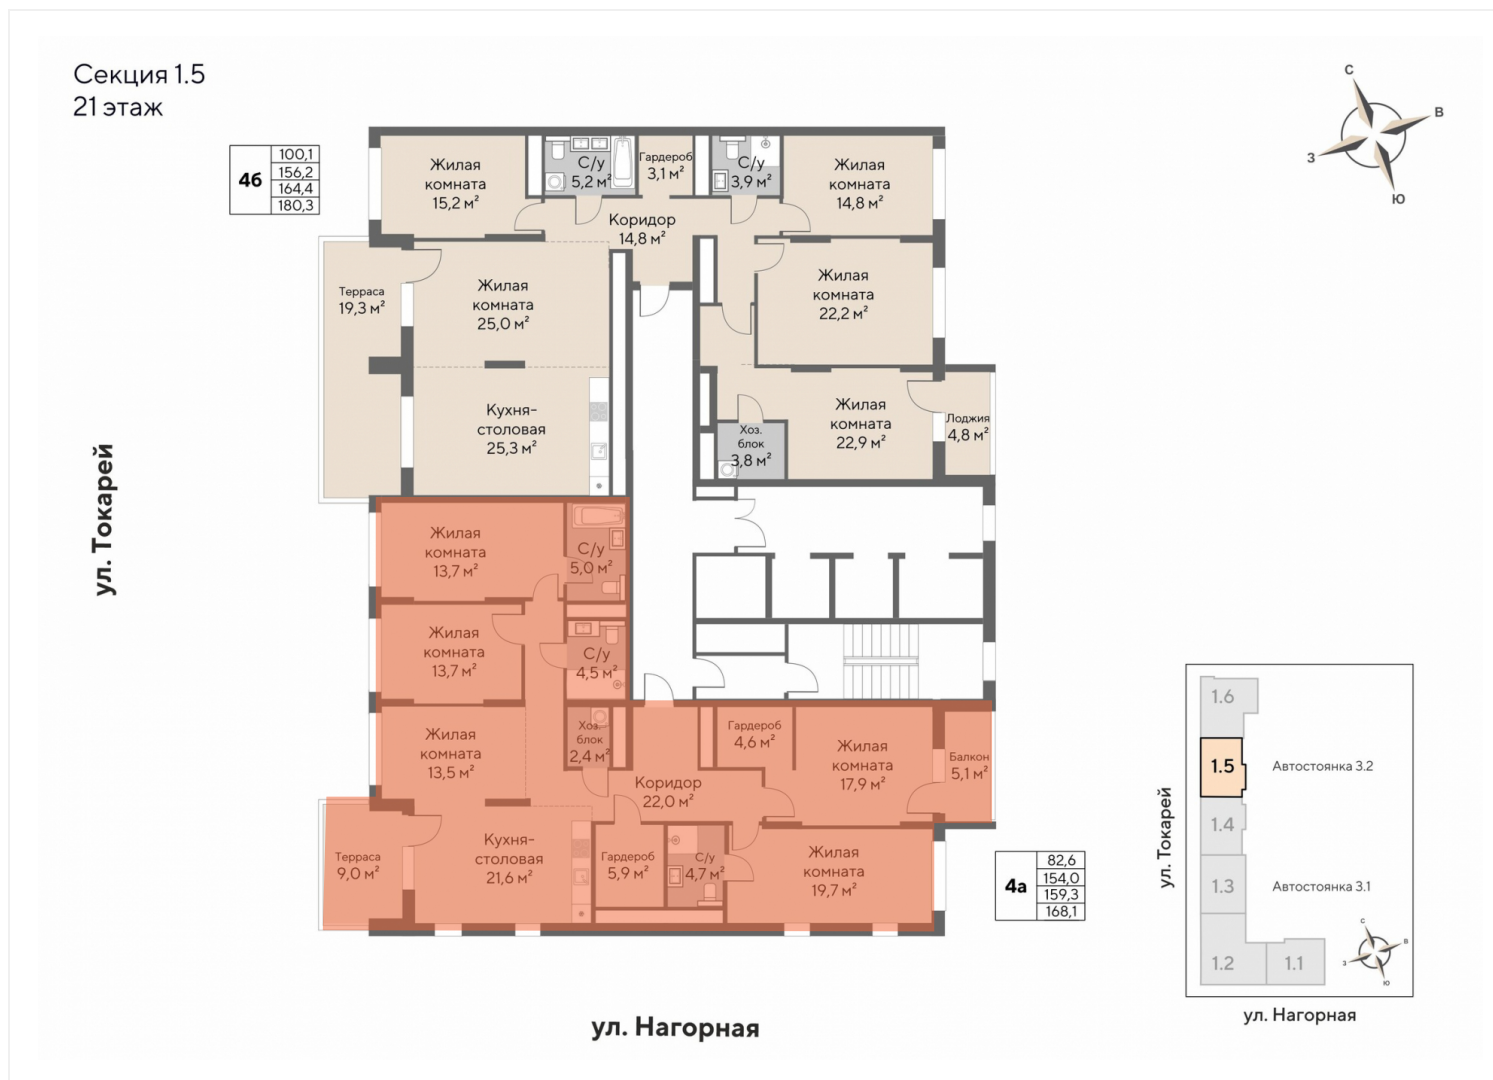 Секция 1.5
21 этаж
С
В
З
Ю
4б
100,1
156,2
164,4
180,3
Жилая
комната
15,2 м²
С/у
5,2 м²
Гардероб
3,1 м²
С/у
3,9 м²
Жилая
комната
14,8 м²
Коридор
14,8 м²
Терраса
19,3 м²
Жилая
комната
25,0 м²
Жилая
комната
22,2 м²
Кухня-
столовая
25,3 м²
Хоз.
блок
3,8 м²
Жилая
комната
22,9 м²
Лоджия
4,8 м²
ул. Токарей
Жилая
комната
13,7 м²
С/у
5,0 м²
Жилая
комната
13,7 м²
С/у
4,5 м²
Жилая
комната
13,5 м²
Хоз.
блок
2,4 м²
Коридор
22,0 м²
Гардероб
4,6 м²
Жилая
комната
17,9 м²
Балкон
5,1 м²
Терраса
9,0 м²
Кухня-
столовая
21,6 м²
Гардероб
5,9 м²
С/у
4,7 м²
Жилая
комната
19,7 м²
4а
82,6
154,0
159,3
168,1
ул. Нагорная
1.6
1.5
1.4
1.3
1.2
1.1
Автостоянка 3.2
Автостоянка 3.1
С
В
З
Ю
ул. Токарей
ул. Нагорная